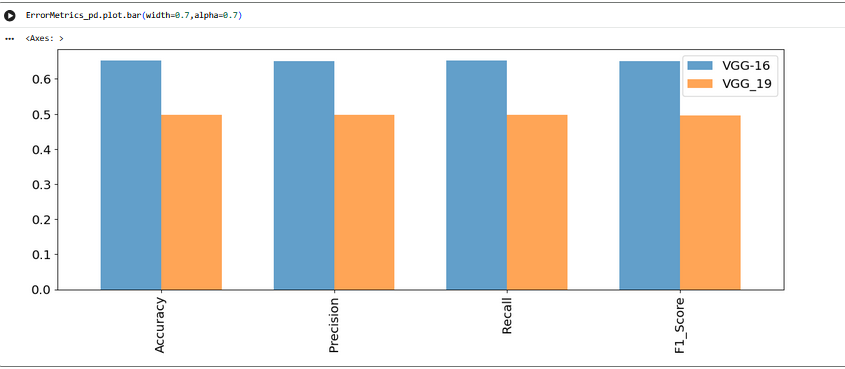 ErrorMetrics_pd.plot.bar(width=0.7,alpha=0.7)
<Axes: >
VGG-16
VGG_19
0.6
0.5
0.4
0.3
0.2
0.1
0.0
Accuracy
Precision
Recall
F1_Score